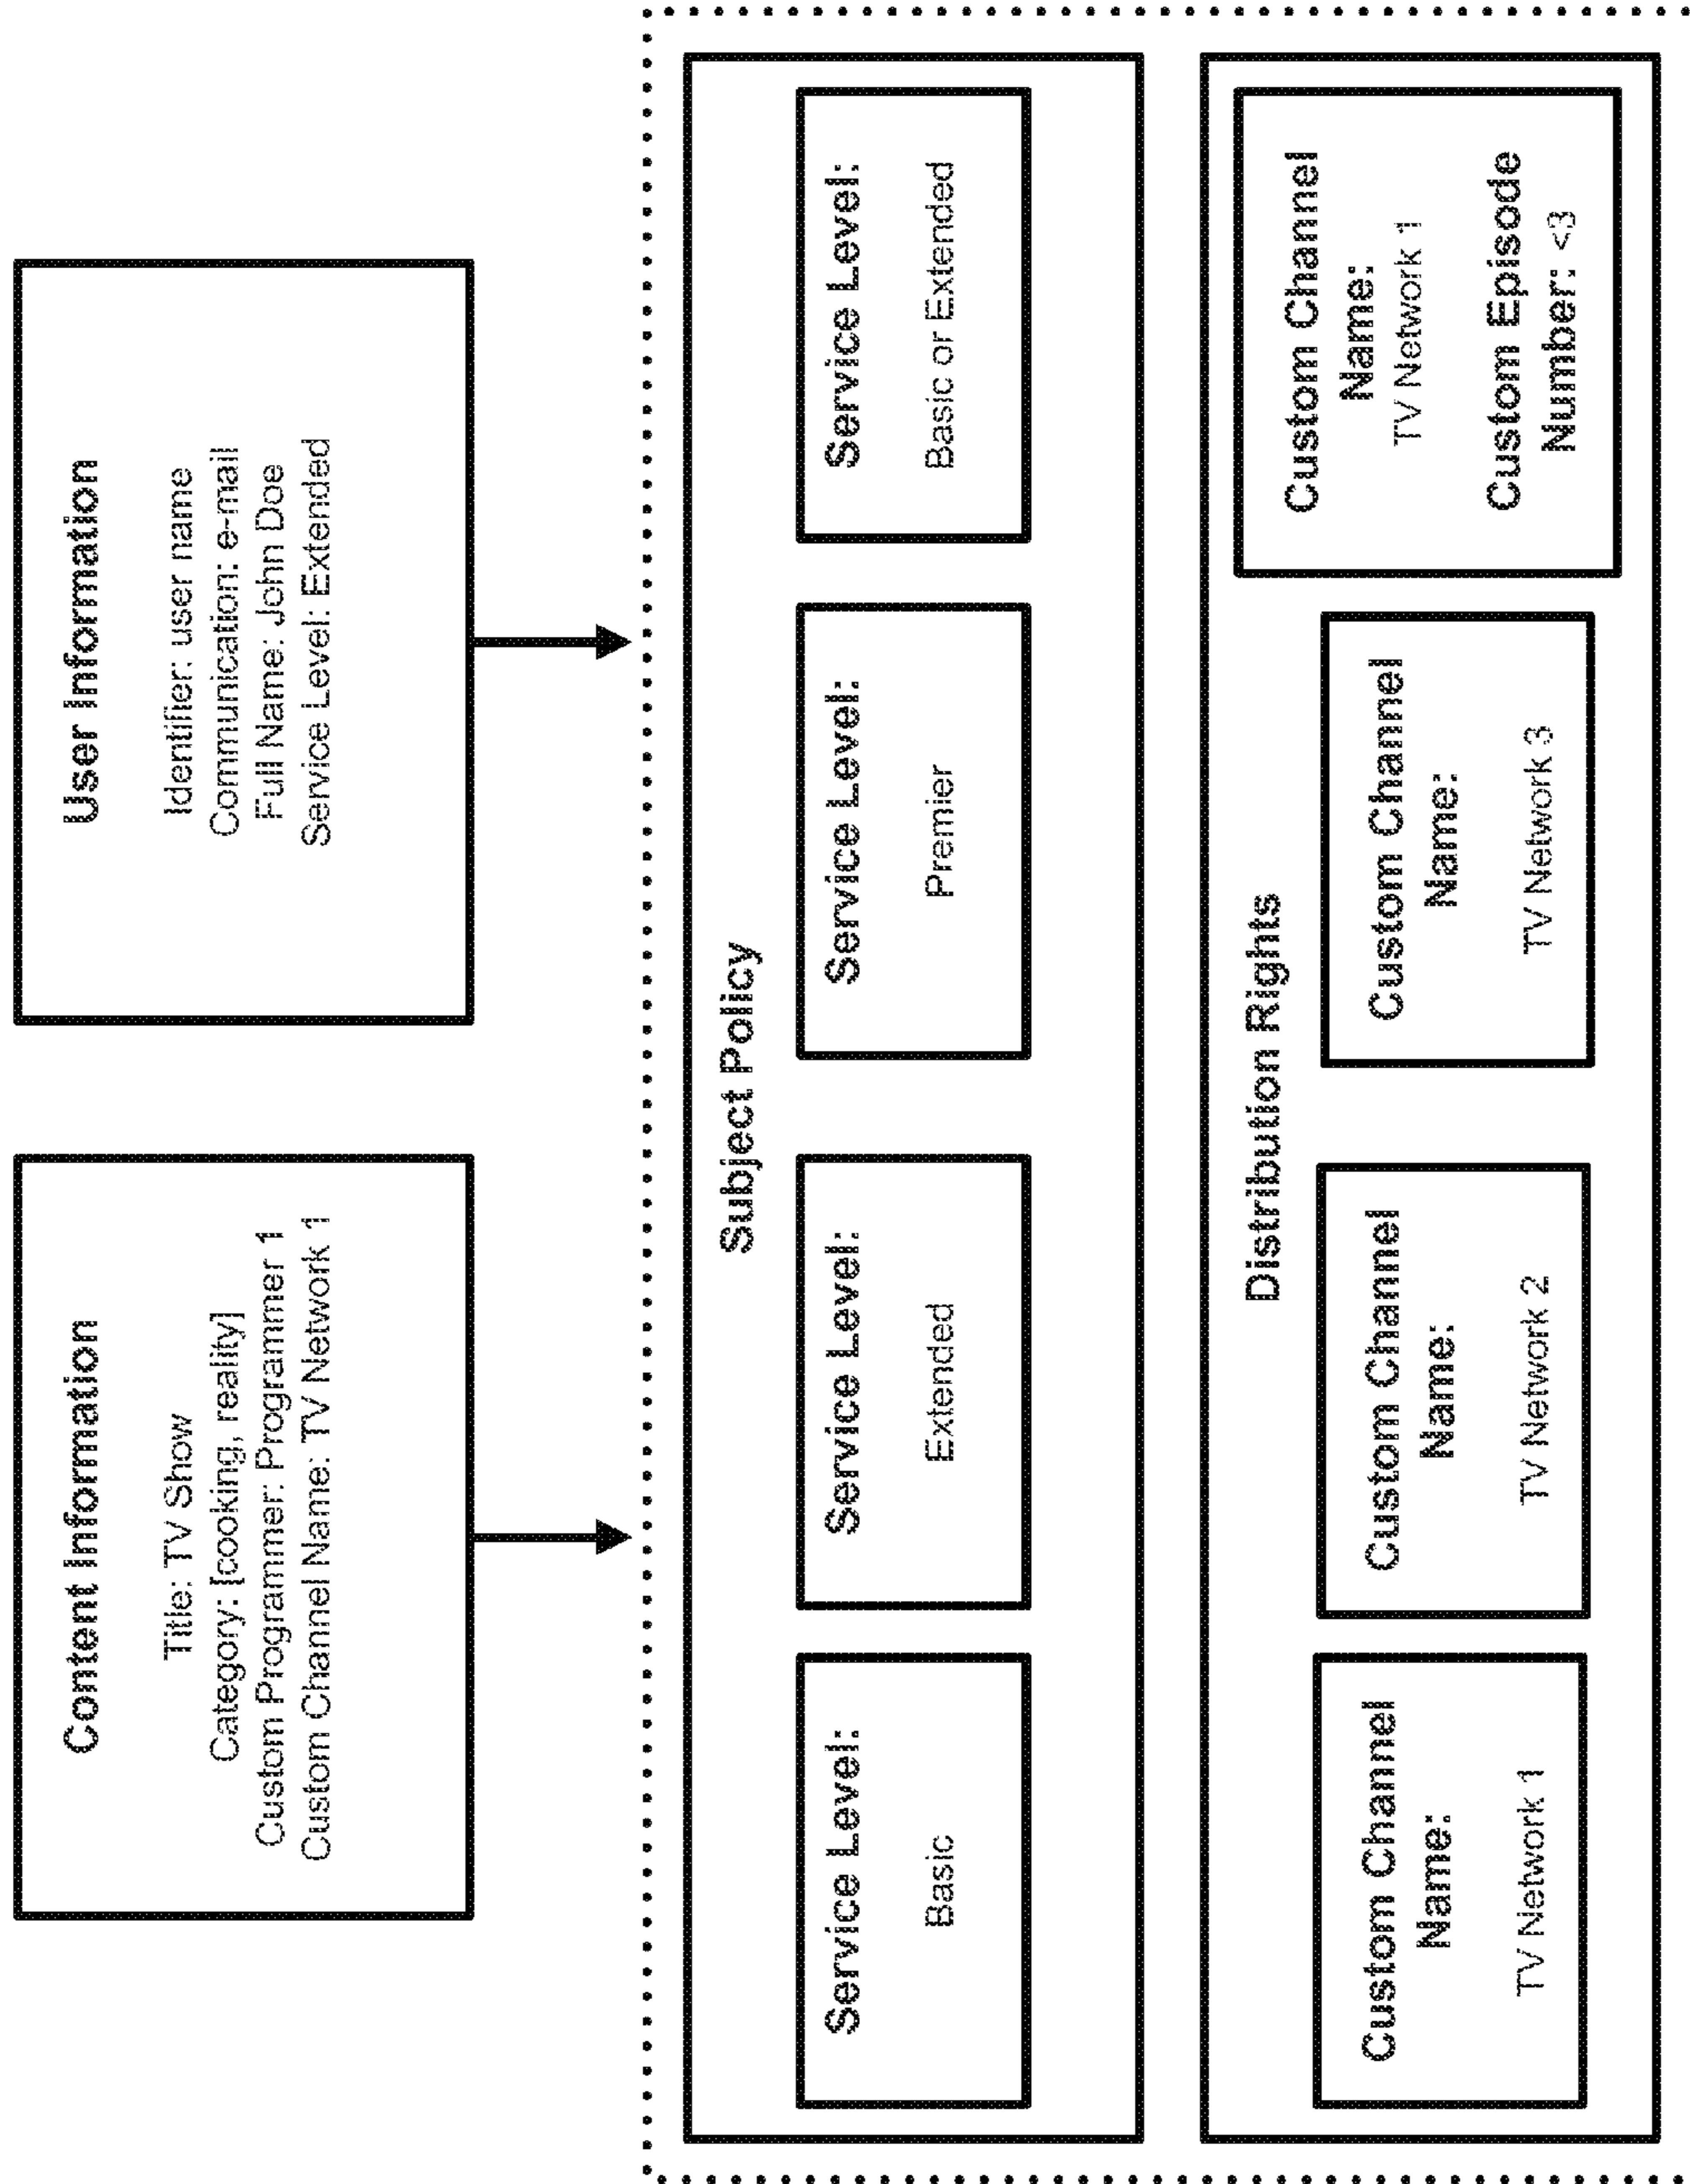 Content Information
Title: TV Show
Category: [cooking, reality]
Custom Programmer: Programmer 1
Custom Channel Name: TV Network 1
User Information
Identifier: user name
Communication: e-mail
Full Name: John Doe
Service Level: Extended
Subject Policy
Service Level:
Basic
Service Level:
Extended
Service Level:
Premier
Service Level:
Basic or Extended
Distribution Rights
Custom Channel
Name:
TV Network 1
Custom Channel
Name:
TV Network 2
Custom Channel
Name:
TV Network 3
Custom Channel
Name:
TV Network 1
Custom Episode
Number: <3